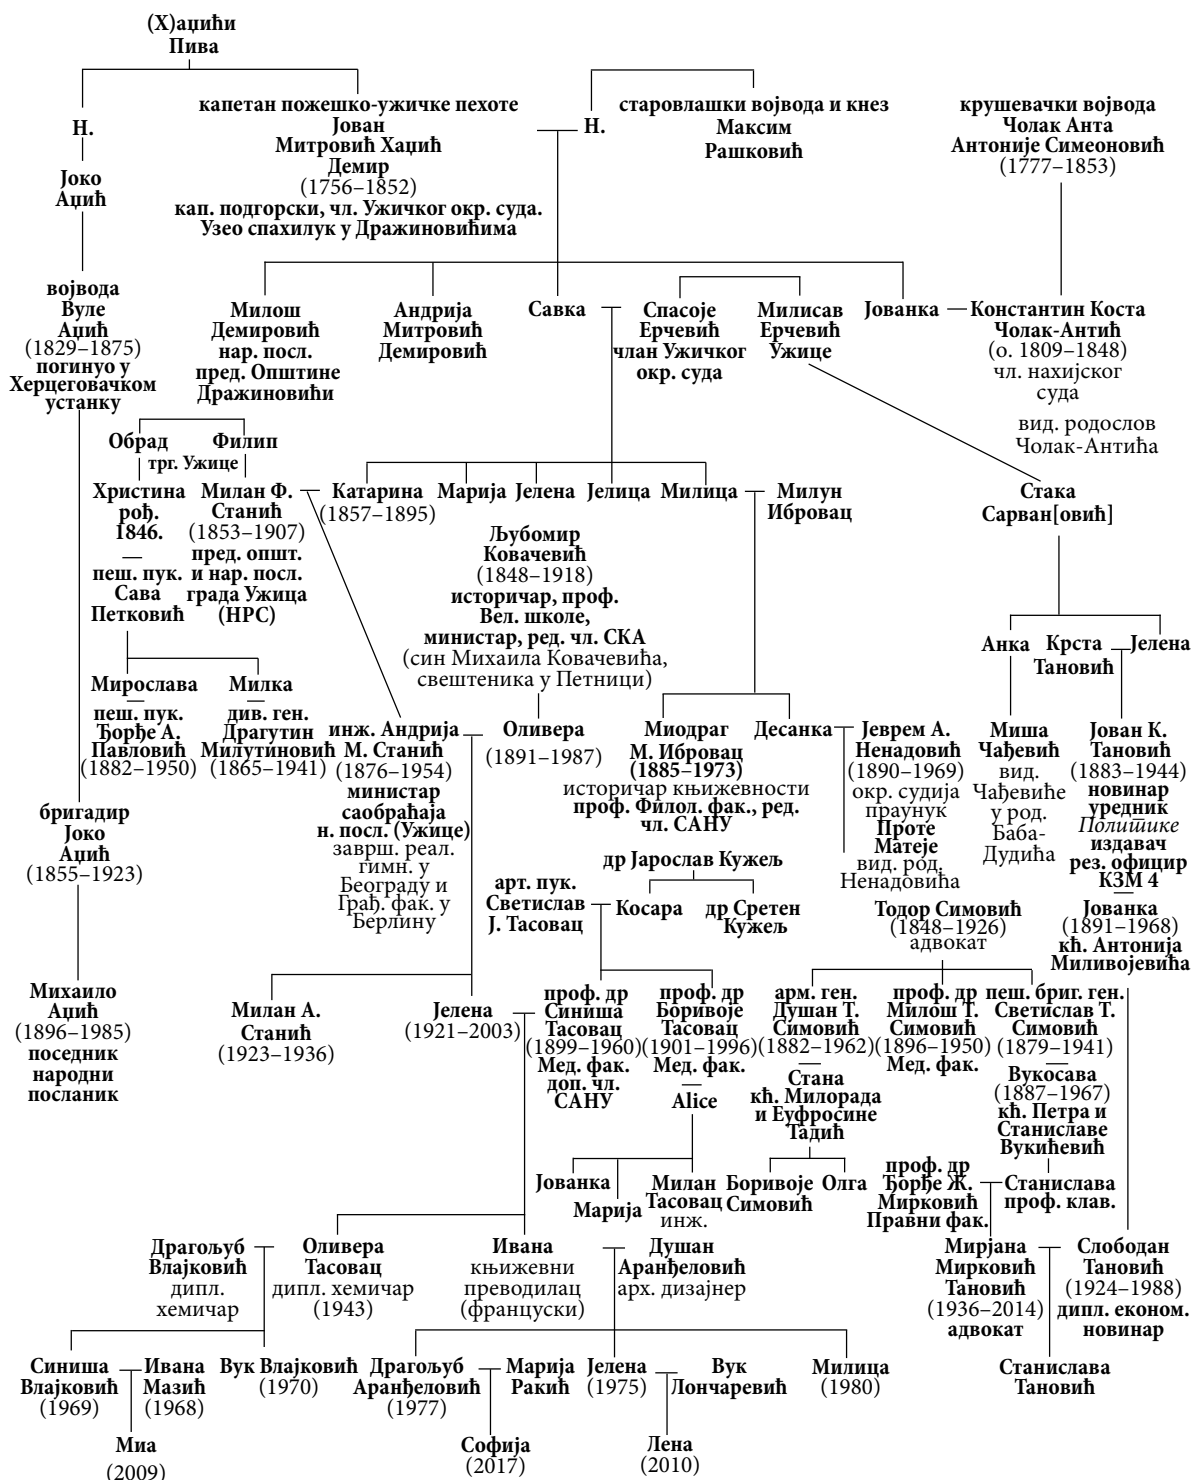 (Х)аџићи
Пива
Н.
капетан пожешко-ужичке пехоте
Јован
Митровић Хаџић
Демир
(1756–1852)
кап. подгорски, чл. Ужичког окр. суда.
Узео спахилук у Дражиновићима
Н.
старовлашки војвода и кнез
Максим
Рашковић
крушевачки војвода
Чолак Анта
Антоније Симеоновић
(1777–1853)
Јоко
Аџић
војвода
Вуле
Аџић
(1829–1875)
погинуо у
Херцеговачком
устанку
Милош
Демировић
нар. посл.
пред. Општине
Дражиновићи
Андрија
Митровић
Демировић
Савка
Спасоје
Ерчевић
члан Ужичког
окр. суда
Милисав
Ерчевић
Ужице
Јованка
Константин Коста
Чолак-Антић
(о. 1809–1848)
чл. нахијског
суда
вид. родослов
Чолак-Антића
Обрад
Филип
трг. Ужице
Христина
рођ.
1846.
—
пеш. пук.
Сава
Петковић
Милан Ф.
Станић
(1853–1907)
пред. општ.
и нар. посл.
града Ужица
(НРС)
Катарина
(1857–1895)
Марија
Јелена
Јелица
Милица
Милун
Ибровац
Стака
Сарван[овић]
Љубомир
Ковачевић
(1848–1918)
историчар, проф.
Вел. школе,
министар, ред. чл. СКА
(син Михаила Ковачевића,
свештеника у Петници)
Анка
Крста
Тановић
Јелена
Мирослава
—
пеш. пук.
Ђорђе А.
Павловић
(1882–1950)
Милка
—
див. ген.
Драгутин
Милутиновић
(1865–1941)
инж. Андрија
М. Станић
(1876–1954)
министар
саобраћаја
н. посл. (Ужице)
заврш. реал.
гимн. у
Београду и
Грађ. фак. у
Берлину
Оливера
(1891–1987)
Миодраг
М. Ибровац
(1885–1973)
историчар књижевности
проф. Филол. фак., ред.
чл. САНУ
Десанка
Јеврем А.
Ненадовић
(1890–1969)
окр. судија
праунук
Проте
Матеје
вид. род.
Ненадовића
Миша
Чађевић
вид.
Чађевиће
у род.
Баба-
Дудића
Јован К.
Тановић
(1883–1944)
новинар
уредник
Политике
издавач
рез. официр
КЗМ 4
—
Јованка
(1891–1968)
кћ. Антонија
Миливојевића
бригадир
Јоко
Аџић
(1855–1923)
др Јарослав Кужељ
арт. пук.
Светислав
Ј. Тасовац
Косара
др Сретен
Кужељ
Тодор Симовић
(1848–1926)
адвокат
Михаило
Аџић
(1896–1985)
поседник
народни
посланик
Милан А.
Станић
(1923–1936)
Јелена
(1921–2003)
проф. др
Синиша
Тасовац
(1899–1960)
Мед. фак.
доп. чл.
САНУ
проф. др
Боривоје
Тасовац
(1901–1996)
Мед. фак.
—
Alice
арм. ген.
Душан Т.
Симовић
(1882–1962)
—
Стана
кћ. Милорада
и Еуфросине
Тадић
проф. др
Милош Т.
Симовић
(1896–1950)
Мед. фак.
пеш. бриг. ген.
Светислав Т.
Симовић
(1879–1941)
—
Вукосава
(1887–1967)
кћ. Петра и
Станиславе
Вукићевић
Јованка
Марија
Милан
Тасовац
инж.
Боривоје
Симовић
Олга
проф. др
Ђорђе Ж.
Мирковић
Правни фак.
Станислава
проф. клав.
Драгољуб
Влајковић
дипл.
хемичар
Оливера
Тасовац
дипл. хемичар
(1943)
Ивана
књижевни
преводилац
(француски)
Душан
Аранђеловић
арх. дизајнер
Мирјана
Мирковић
Тановић
(1936–2014)
адвокат
Слободан
Тановић
(1924–1988)
дипл. економ.
новинар
Синиша
Влајковић
(1969)
Ивана
Мазић
(1968)
Вук Влајковић
(1970)
Драгољуб
Аранђеловић
(1977)
Марија
Ракић
Јелена
(1975)
Вук
Лончаревић
Милица
(1980)
Станислава
Тановић
Миа
(2009)
Софија
(2017)
Лена
(2010)